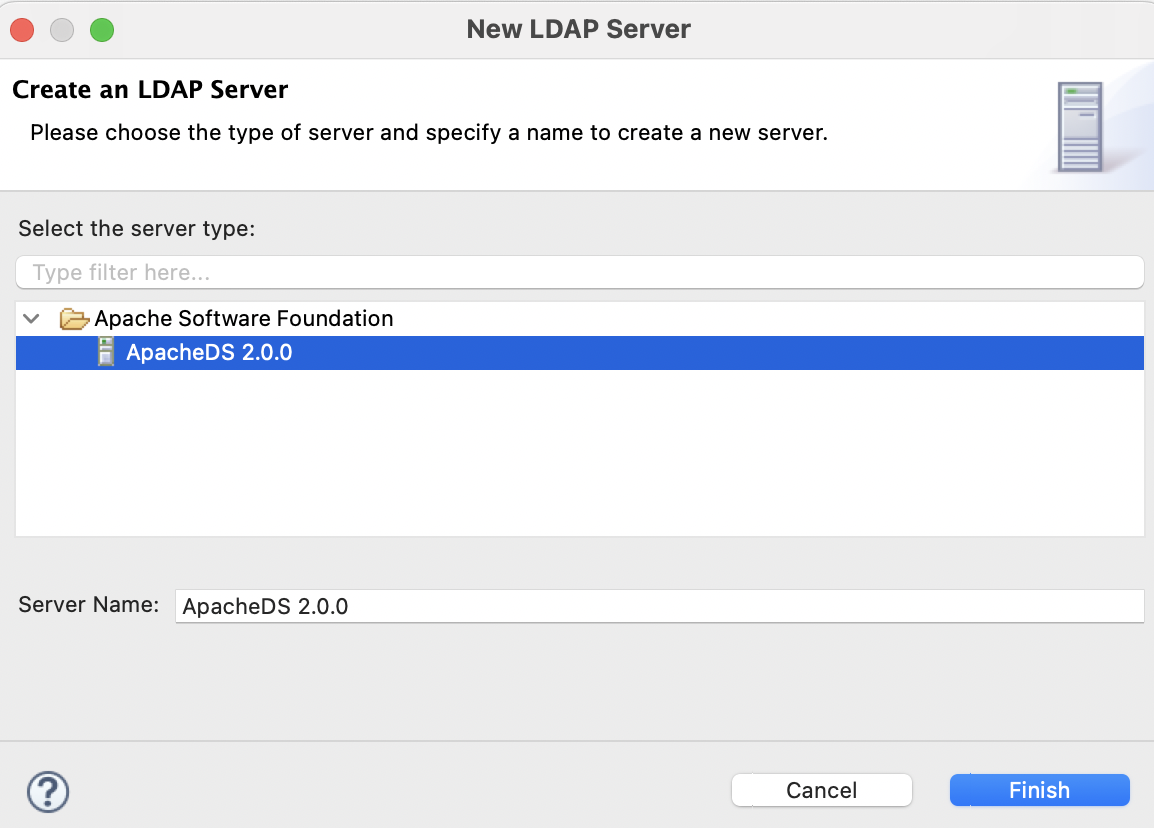 New LDAP Server
Create an LDAP Server
Please choose the type of server and specify a name to create a new server.
Select the server type:
Type filter here...
Apache Software Foundation
ApacheDS 2.0.0
Server Name: ApacheDS 2.0.0
? Cancel Finish